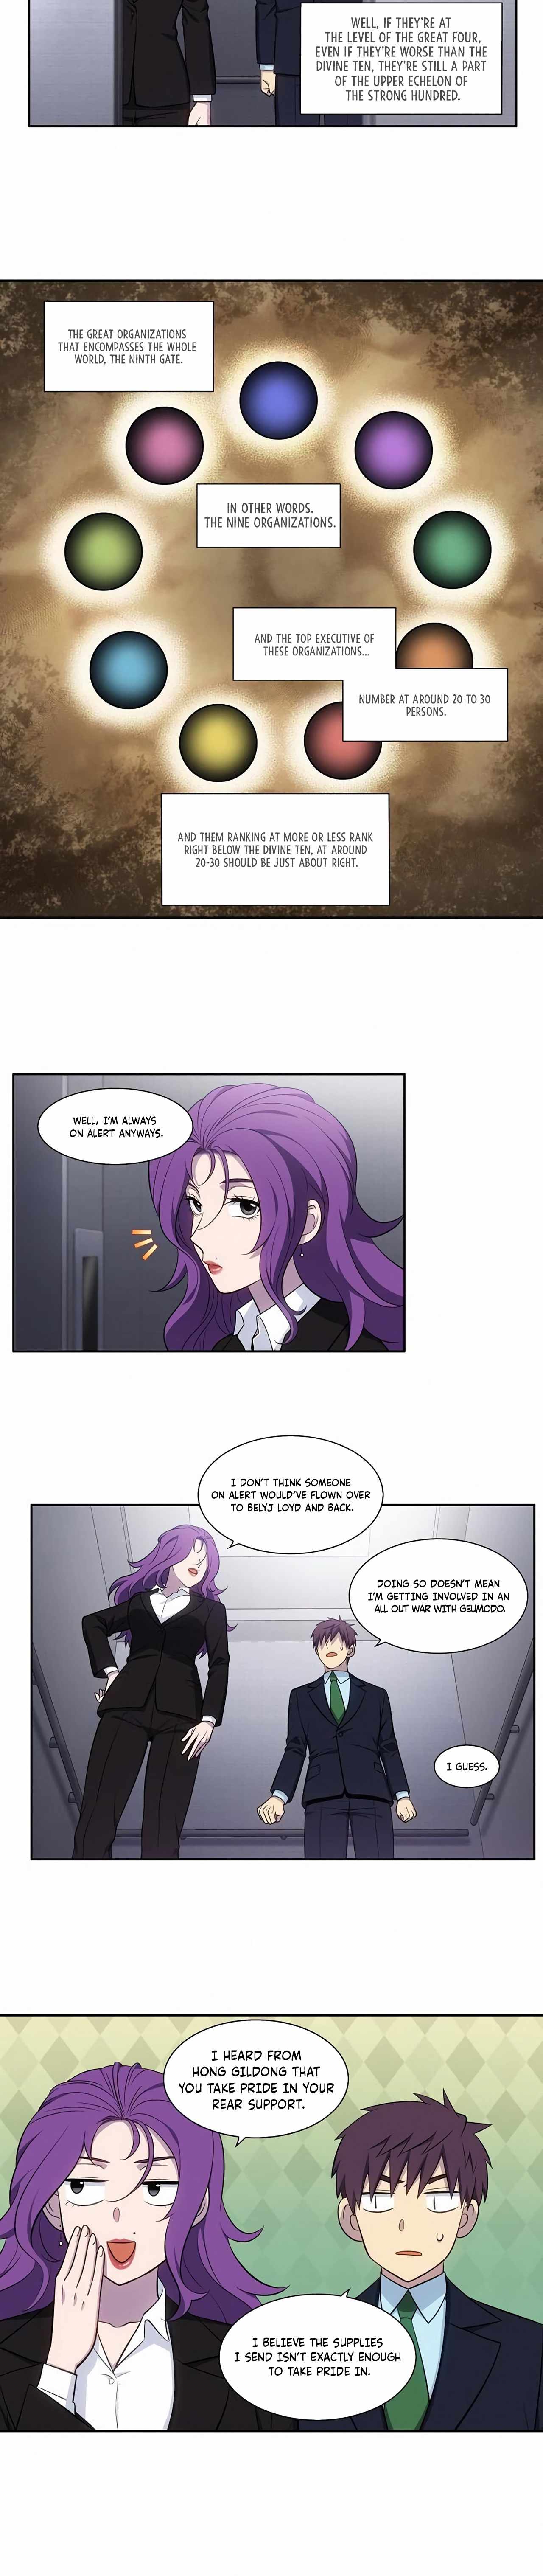 WELL, IF THEY'RE AT
THE LEVEL OF THE GREAT FOUR,
EVEN IF THEY'RE WORSE THAN THE
DIVINE TEN, THEY'RE STILL A PART
OF THE UPPER ECHELON OF
THE STRONG HUNDRED.
THE GREAT ORGANIZATIONS
THAT ENCOMPASSES THE WHOLE
WORLD, THE NINTH GATE.
IN OTHER WORDS.
THE NINE ORGANIZATIONS.
AND THE TOP EXECUTIVE OF
THESE ORGANIZATIONS...
NUMBER AT AROUND 20 TO 30
PERSONS.
AND THEM RANKING AT MORE OR LESS RANK
RIGHT BELOW THE DIVINE TEN, AT AROUND
20-30 SHOULD BE JUST ABOUT RIGHT.
WELL, I'M ALWAYS
ON ALERT ANYWAYS.
I DON'T THINK SOMEONE
ON ALERT WOULD'VE FLOWN OVER
TO BELYJ LOYD AND BACK.
DOING SO DOESN'T MEAN
I'M GETTING INVOLVED IN AN
ALL OUT WAR WITH GEUMODO.
I GUESS.
I HEARD FROM
HONG GILDONG THAT
YOU TAKE PRIDE IN YOUR
REAR SUPPORT.
I BELIEVE THE SUPPLIES
I SEND ISN'T EXACTLY ENOUGH
TO TAKE PRIDE IN.